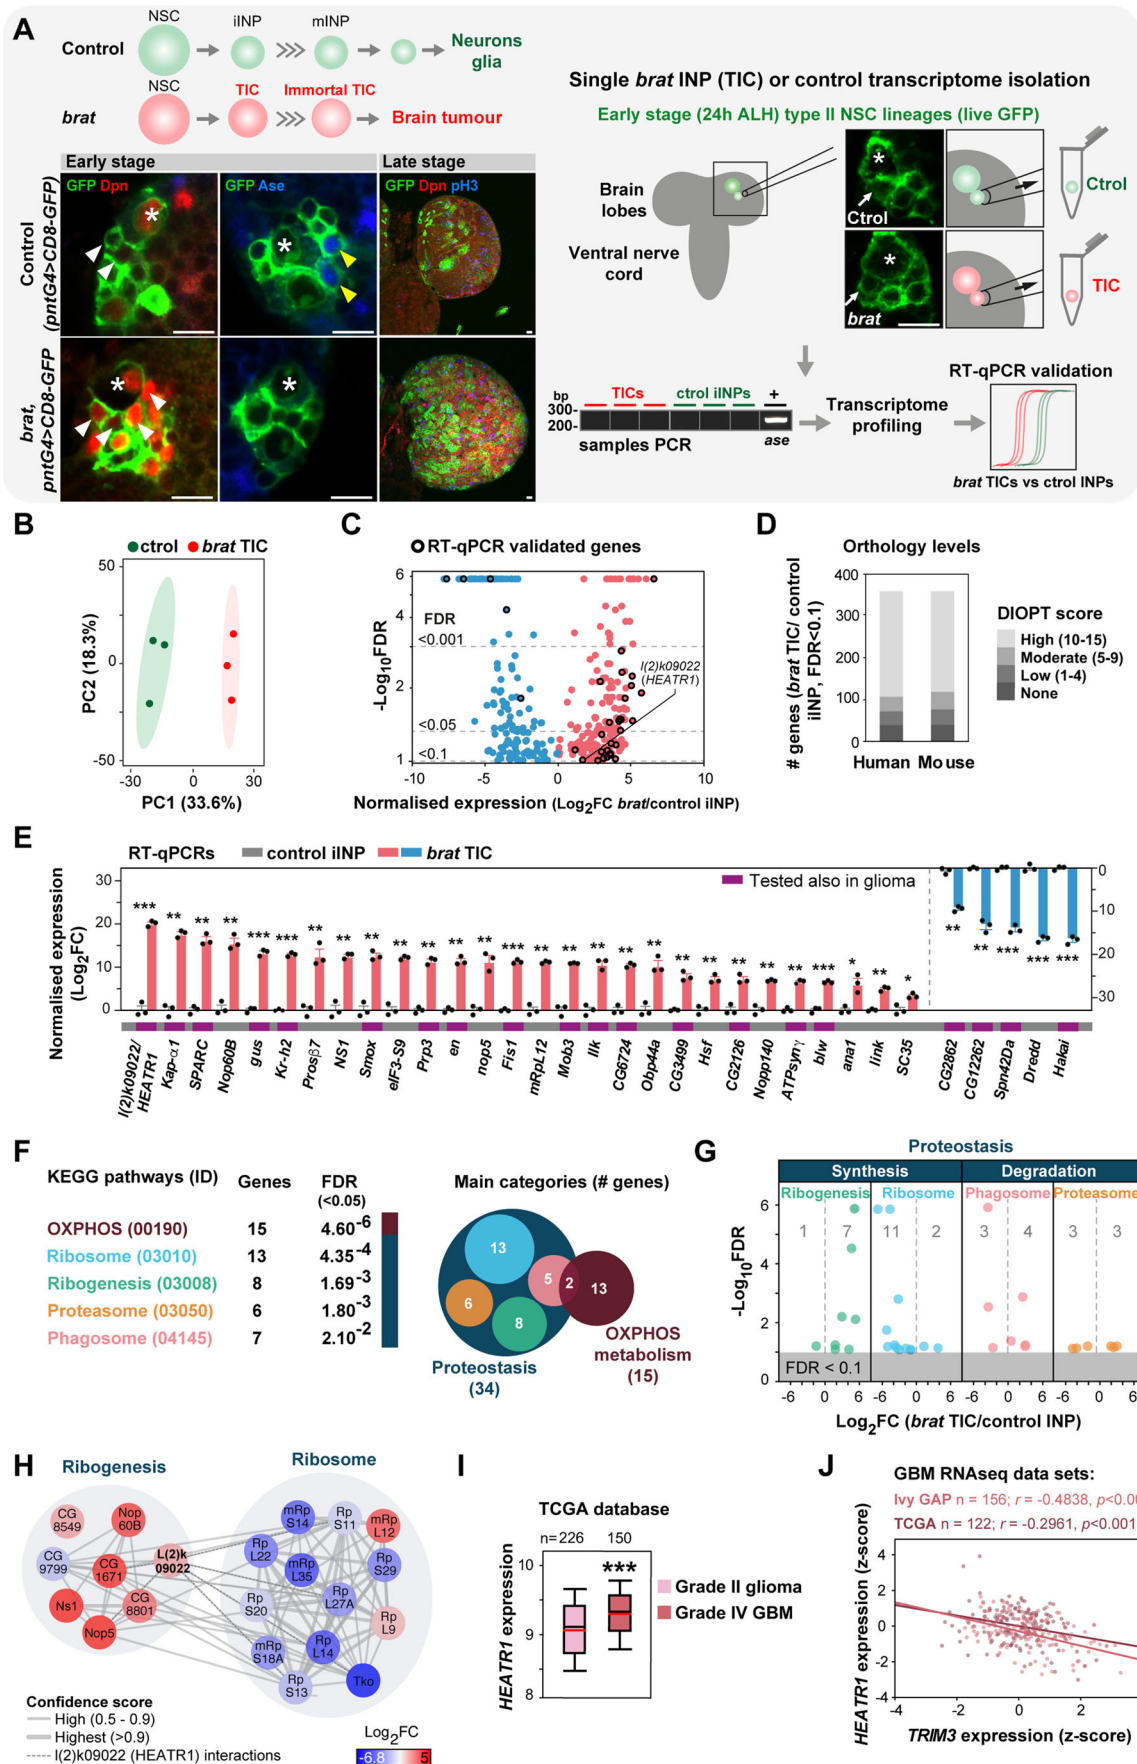 A
NSC
iINP
mINP
Control
Neurons
glia
NSC
TIC
Immortal TIC
brat
Brain tumour
Early stage
Late stage
GFP Dpn
GFP Ase
GFP Dpn pH3
Control
(pntG4>CD8-GFP)
brat,
pntG4>CD8-GFP
*
*
*
*
Single brat INP (TIC) or control transcriptome isolation
Early stage (24h ALH) type II NSC lineages (live GFP)
Brain
lobes
Ventral nerve
cord
*
Ctrol
Ctrol
*
brat
TIC
bp
TICs
ctrol iINPs
+
300-
200-
samples PCR
ase
Transcriptome
profiling
RT-qPCR validation
brat TICs vs ctrol INPs
B
ctrol
brat TIC
50
0
-50
PC2 (18.3%)
-30
0
30
PC1 (33.6%)
C
RT-qPCR validated genes
6
4
2
1
-Log10FDR
FDR
<0.001
<0.05
<0.1
l(2)k09022
(HEATR1)
-10
-5
0
5
10
Normalised expression (Log2FC brat/control iINP)
D
Orthology levels
# genes (brat TIC/ control
iINP, FDR<0.1)
400
300
200
100
0
Human
Mouse
DIOPT score
High (10-15)
Moderate (5-9)
Low (1-4)
None
E
RT-qPCRs
control iINP
brat TIC
Tested also in glioma
Normalised expression
(Log2FC)
30
20
10
0
0
10
20
30
*** ** ** ** *** *** ** ** ** ** ** ** ** *** ** ** ** ** ** ** ** ** ** ** *** * ** *
** ** *** *** ***
l(2)k09022/
HEATR1
Kap-α1
SPARC
Nop60B
gus
Kr-h2
Prosβ7
NiS1
Smox
eIF3-S9
Prp3
en
nop5
Fis1
mRpL12
Mob3
Ilk
CG6724
Obp44a
CG3499
Hsf
CG2126
Nopp140
ATPsynγ
blw
ana1
link
SC35
CG2862
CG12262
Spn42Da
Dredd
Hakai
F
KEGG pathways (ID)
Genes
FDR
(<0.05)
OXPHOS (00190)
15
4.60-6
Ribosome (03010)
13
4.35-4
Ribogenesis (03008)
8
1.69-3
Proteasome (03050)
6
1.80-3
Phagosome (04145)
7
2.10-2
Main categories (# genes)
13
5
2
13
6
8
Proteostasis
(34)
OXPHOS
metabolism
(15)
G
Proteostasis
Synthesis
Degradation
Ribogenesis
Ribosome
Phagosome
Proteasome
1
7
11
2
3
4
3
3
6
4
2
0
-Log10FDR
FDR < 0.1
-6 0 6 -6 0 6 -6 0 6 -6 0 6
Log2FC (brat TIC/control INP)
H
Ribogenesis
Ribosome
CG
8549
Nop
60B
CG
9799
CG
1671
L(2)k
09022
Ns1
CG
8801
Nop5
mRp
S14
Rp
S11
mRp
L12
Rp
L22
mRp
L35
Rp
S29
Rp
S20
Rp
L27A
Rp
L9
mRp
S18A
Rp
L14
Rp
S13
Tko
Confidence score
High (0.5 - 0.9)
Highest (>0.9)
l(2)k09022 (HEATR1) interactions
Log2FC
-6.8
5
I
TCGA database
n=226
150
***
10
9
8
HEATR1 expression
Grade II glioma
Grade IV GBM
J
GBM RNAseq data sets:
Ivy GAP n = 156; r = -0.4838, p<0.00
TCGA n = 122; r = -0.2961, p<0.001
HEATR1 expression (z-score)
4
2
0
-2
-4
-4
-2
0
2
TRIM3 expression (z-score)